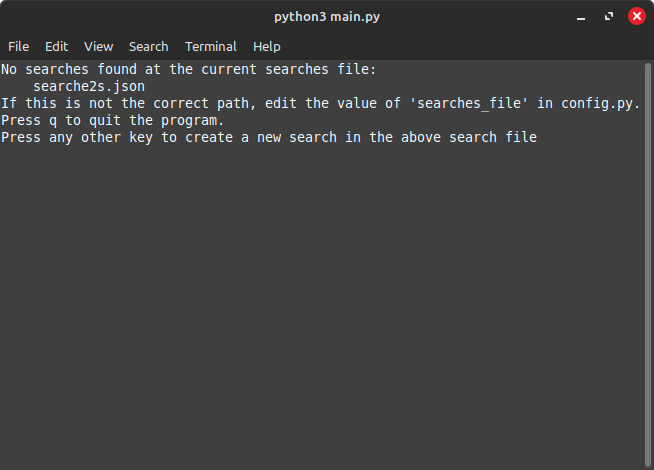 python3 main.py
File Edit View Search Terminal Help
No searches found at the current searches file:
searche2s.json
If this is not the correct path, edit the value of 'searches_file' in config.py.
Press q to quit the program.
Press any other key to create a new search in the above search file